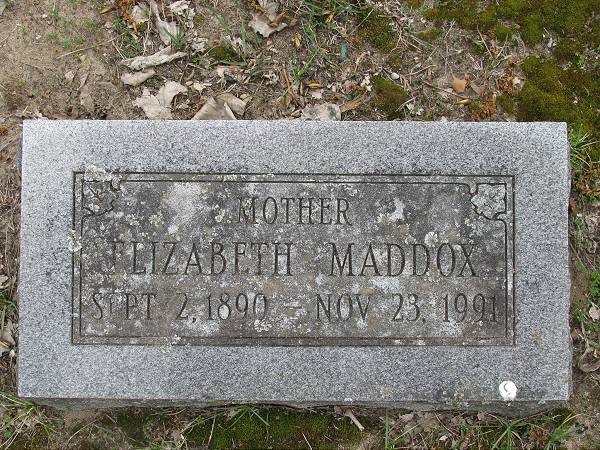 MOTHER
ELIZABETH MADDOX
SEPT 2, 1890 - NOV 23, 1991